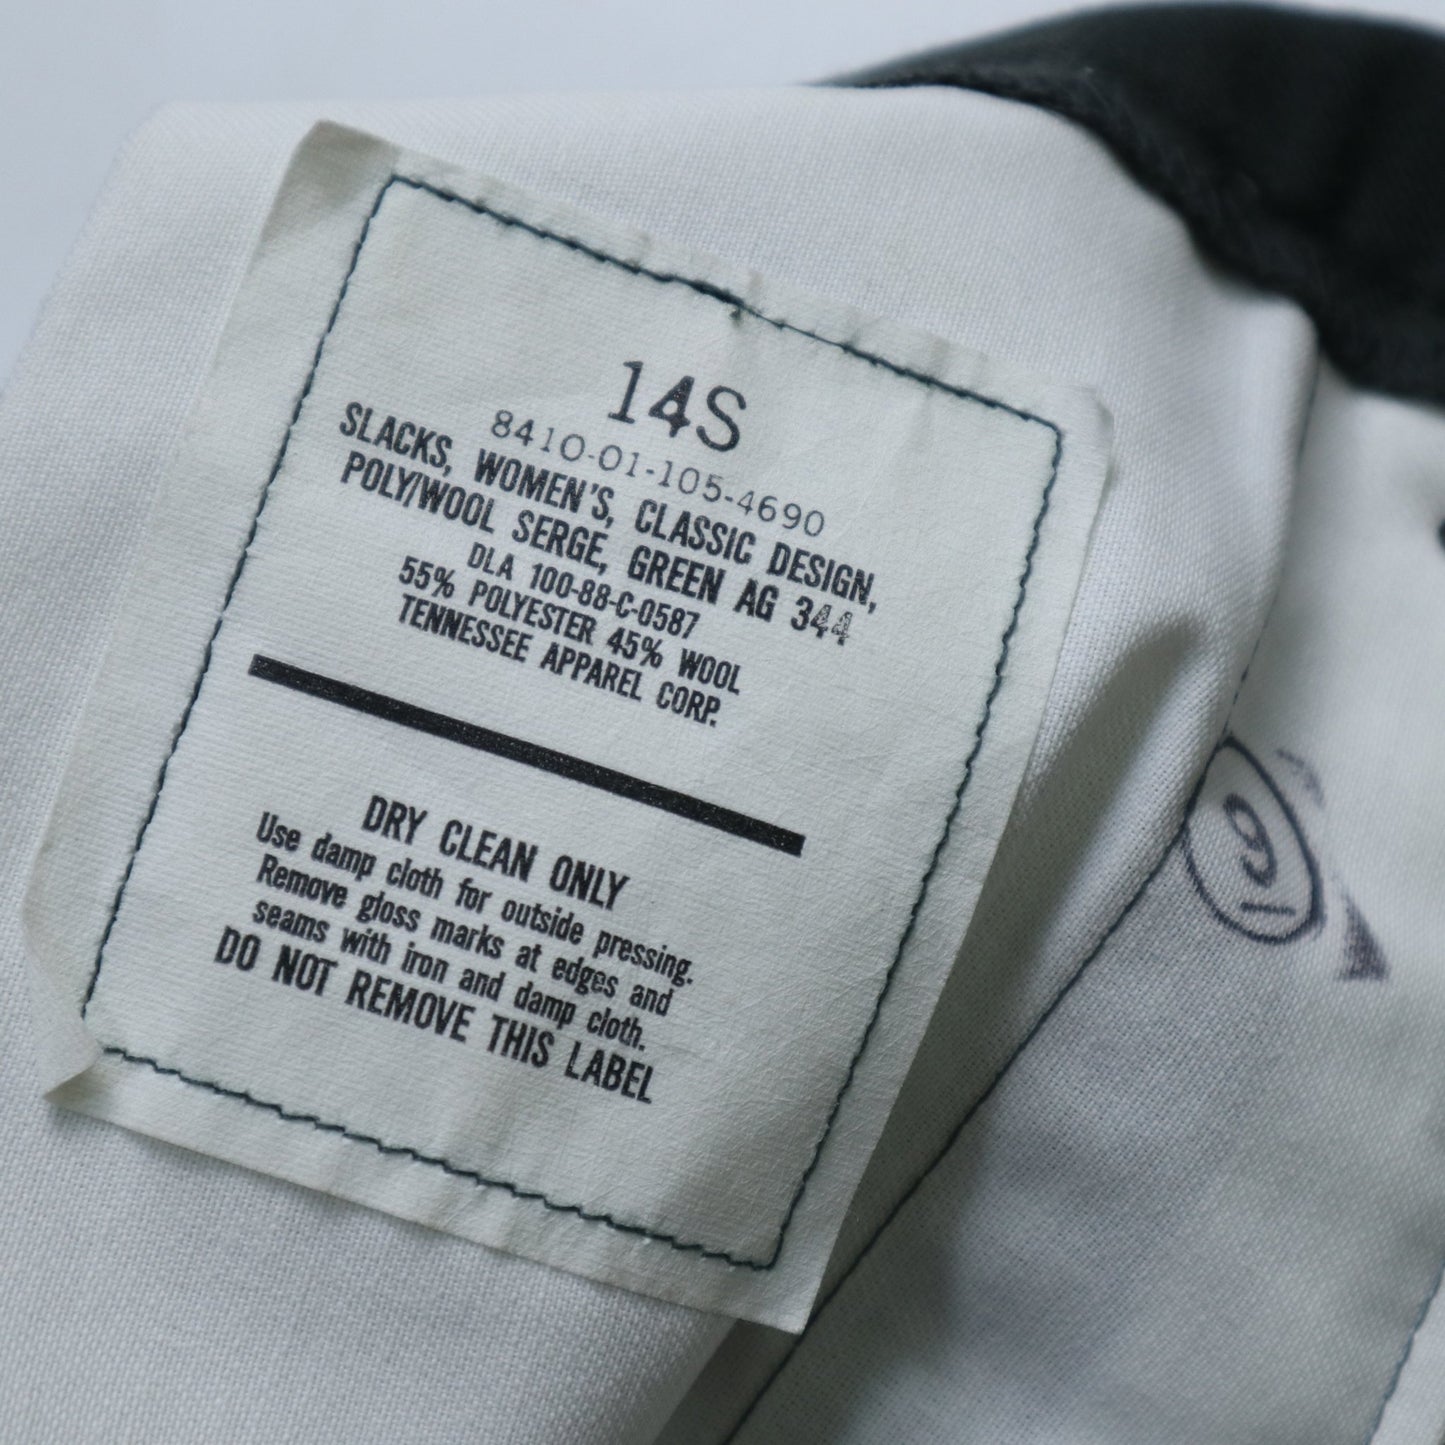 14S
8410-01-105-4690
SLACKS, WOMEN'S, CLASSIC DESIGN,
POLY/WOOL SERGE, GREEN AG 344
DLA 100-88-C-0587
55% POLYESTER 45% WOOL
TENNESSEE APPAREL CORP.
DRY CLEAN ONLY
Use damp cloth for outside pressing.
Remove gloss marks at edges and
seams with iron and damp cloth.
DO NOT REMOVE THIS LABEL